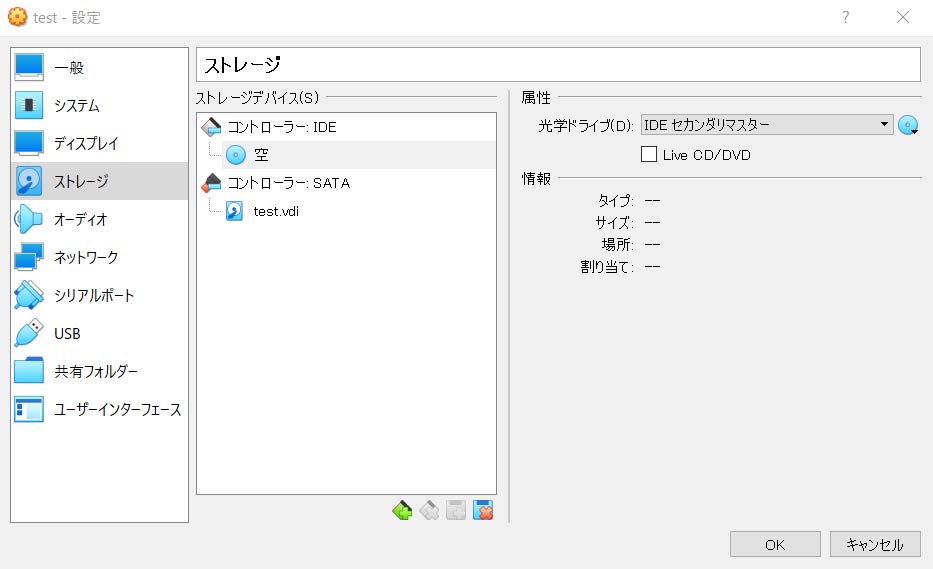 test - 設定
?
一般
システム
ディスプレイ
ストレージ
オーディオ
ネットワーク
シリアルポート
USB
共有フォルダー
ユーザーインターフェース
ストレージ
ストレージデバイス(S)
コントローラー: IDE
空
コントローラー: SATA
test.vdi
属性
光学ドライブ(D): IDE セカンダリマスター
Live CD/DVD
情報
タイプ: --
サイズ: --
場所: --
割り当て: --
OK
キャンセル